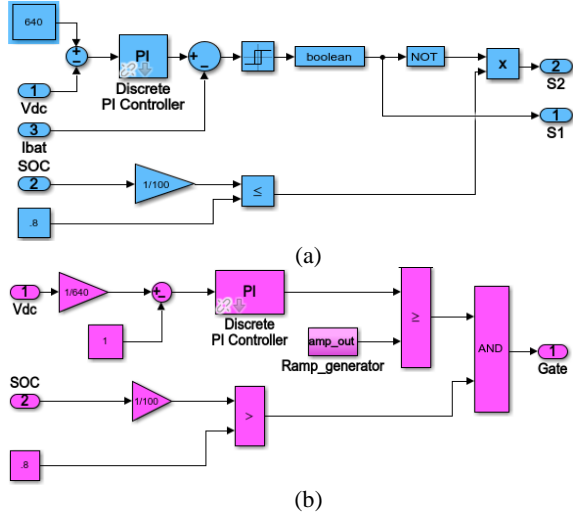 640
+
−
PI
Discrete
PI Controller
+
−
boolean
NOT
x
2
S2
1
Vdc
3
Ibat
1
S1
SOC
2
1/100
≤
.8
(a)
1
Vdc
1/640
+
−
PI
Discrete
PI Controller
1
≥
amp_out
Ramp_generator
AND
1
Gate
SOC
2
1/100
>
.8
(b)